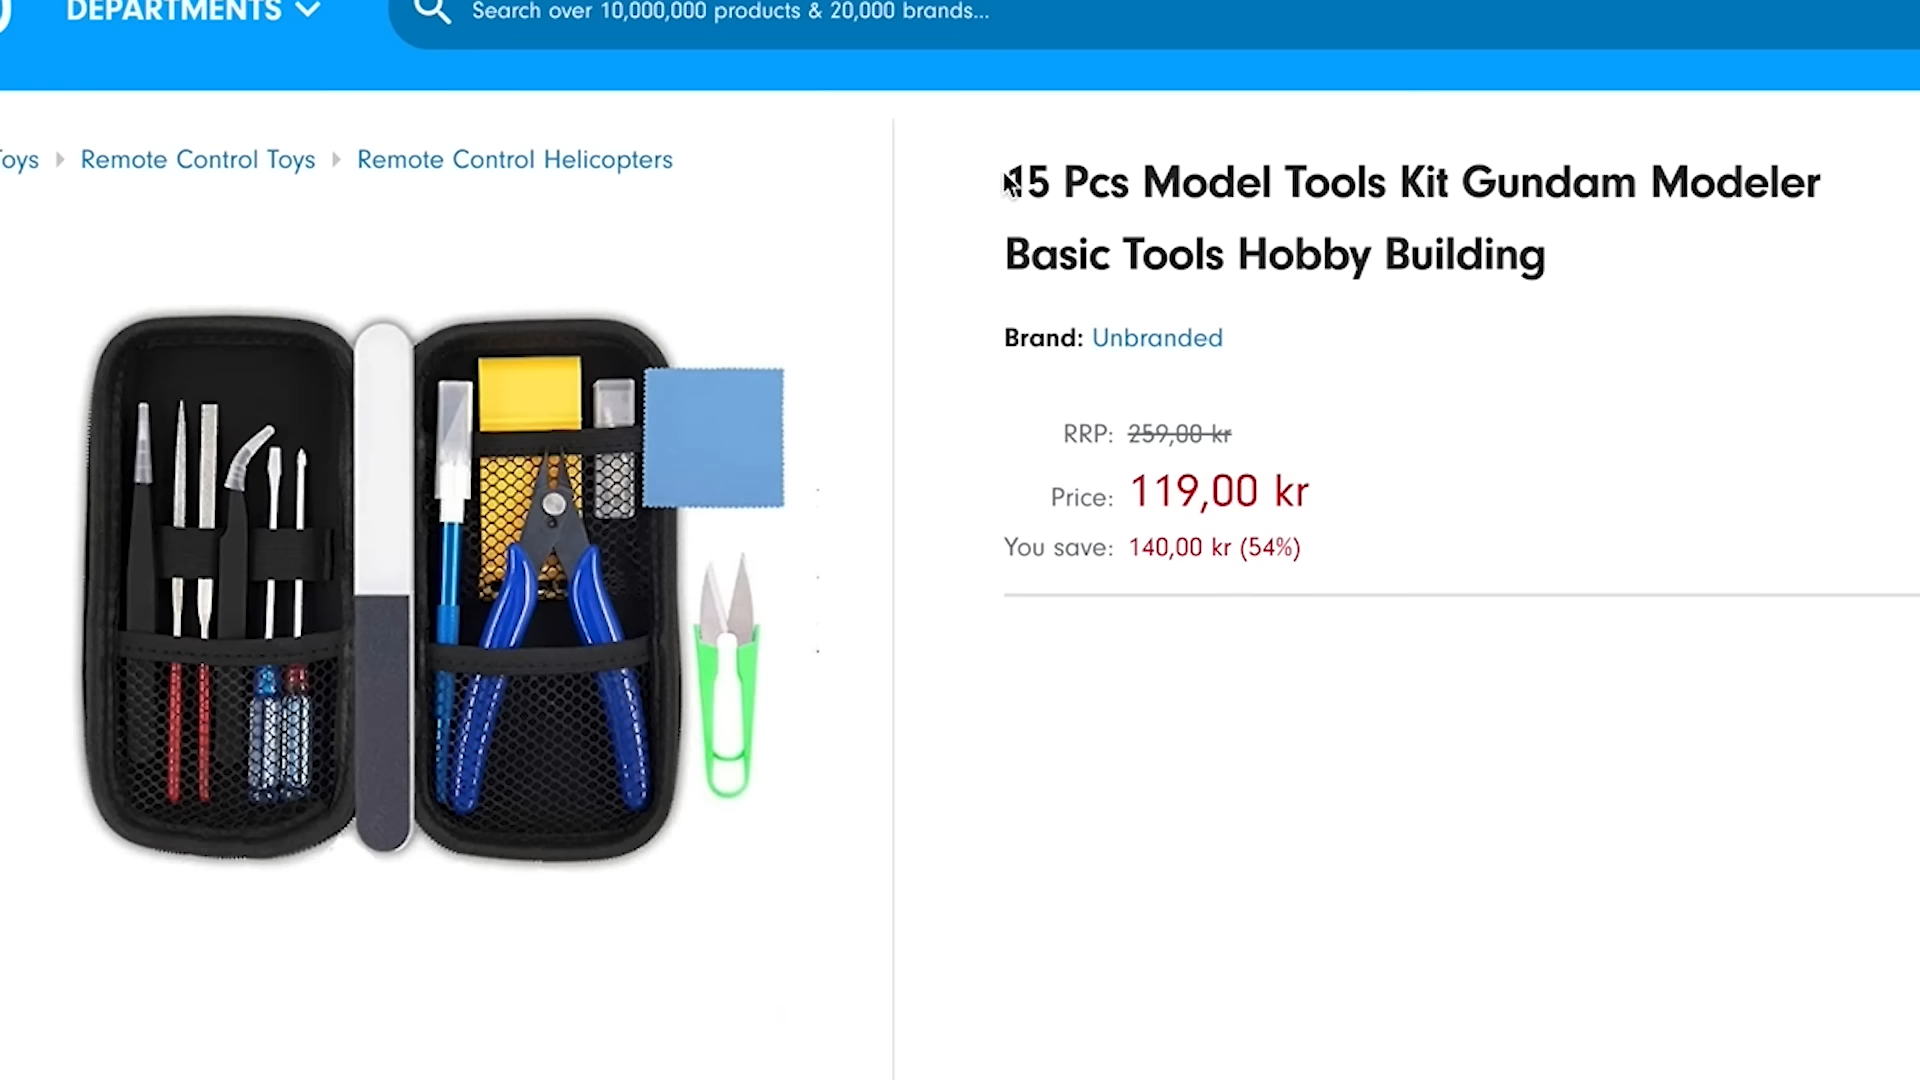 DEPARTMENTS
Search over 10,000,000 products & 20,000 brands...
Toys Remote Control Toys Remote Control Helicopters
15 Pcs Model Tools Kit Gundam Modeler
Basic Tools Hobby Building
Brand: Unbranded
RRP: 259,00 kr
Price: 119,00 kr
You save: 140,00 kr (54%)